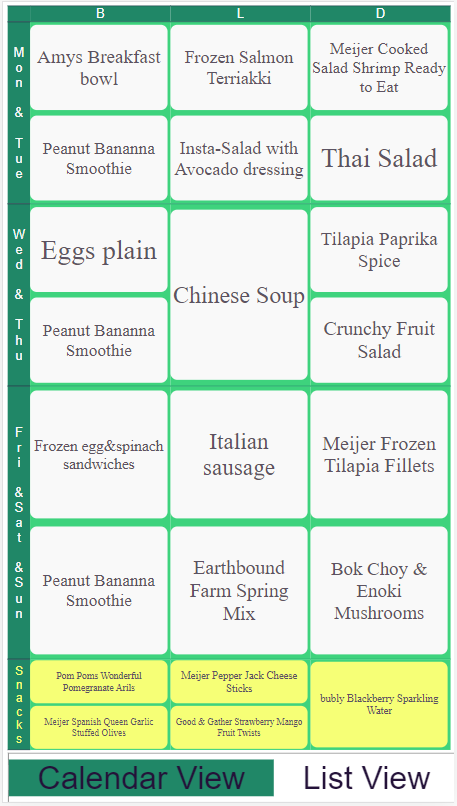 B L D
Mon & Tue
Amys Breakfast
bowl
Frozen Salmon
Terriakki
Meijer Cooked
Salad Shrimp Ready
to Eat
Peanut Bananna
Smoothie
Insta-Salad with
Avocado dressing
Thai Salad
Wed & Thu
Eggs plain
Chinese Soup
Tilapia Paprika
Spice
Peanut Bananna
Smoothie
Crunchy Fruit
Salad
Fri &Sat &Sun
Frozen egg&spinach
sandwiches
Italian
sausage
Meijer Frozen
Tilapia Fillets
Peanut Bananna
Smoothie
Earthbound
Farm Spring
Mix
Bok Choy &
Enoki
Mushrooms
Snacks
Pom Poms Wonderful
Pomegranate Arils
Meijer Pepper Jack Cheese
Sticks
bubly Blackberry Sparkling
Water
Meijer Spanish Queen Garlic
Stuffed Olives
Good & Gather Strawberry Mango
Fruit Twists
Calendar View
List View